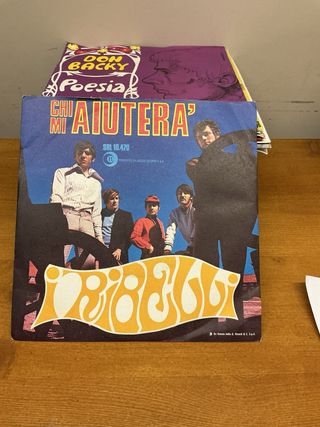 DON
BACKY
Poesia
CHI
MI AIUTERA'
SRL 10.470
I RIBELLI